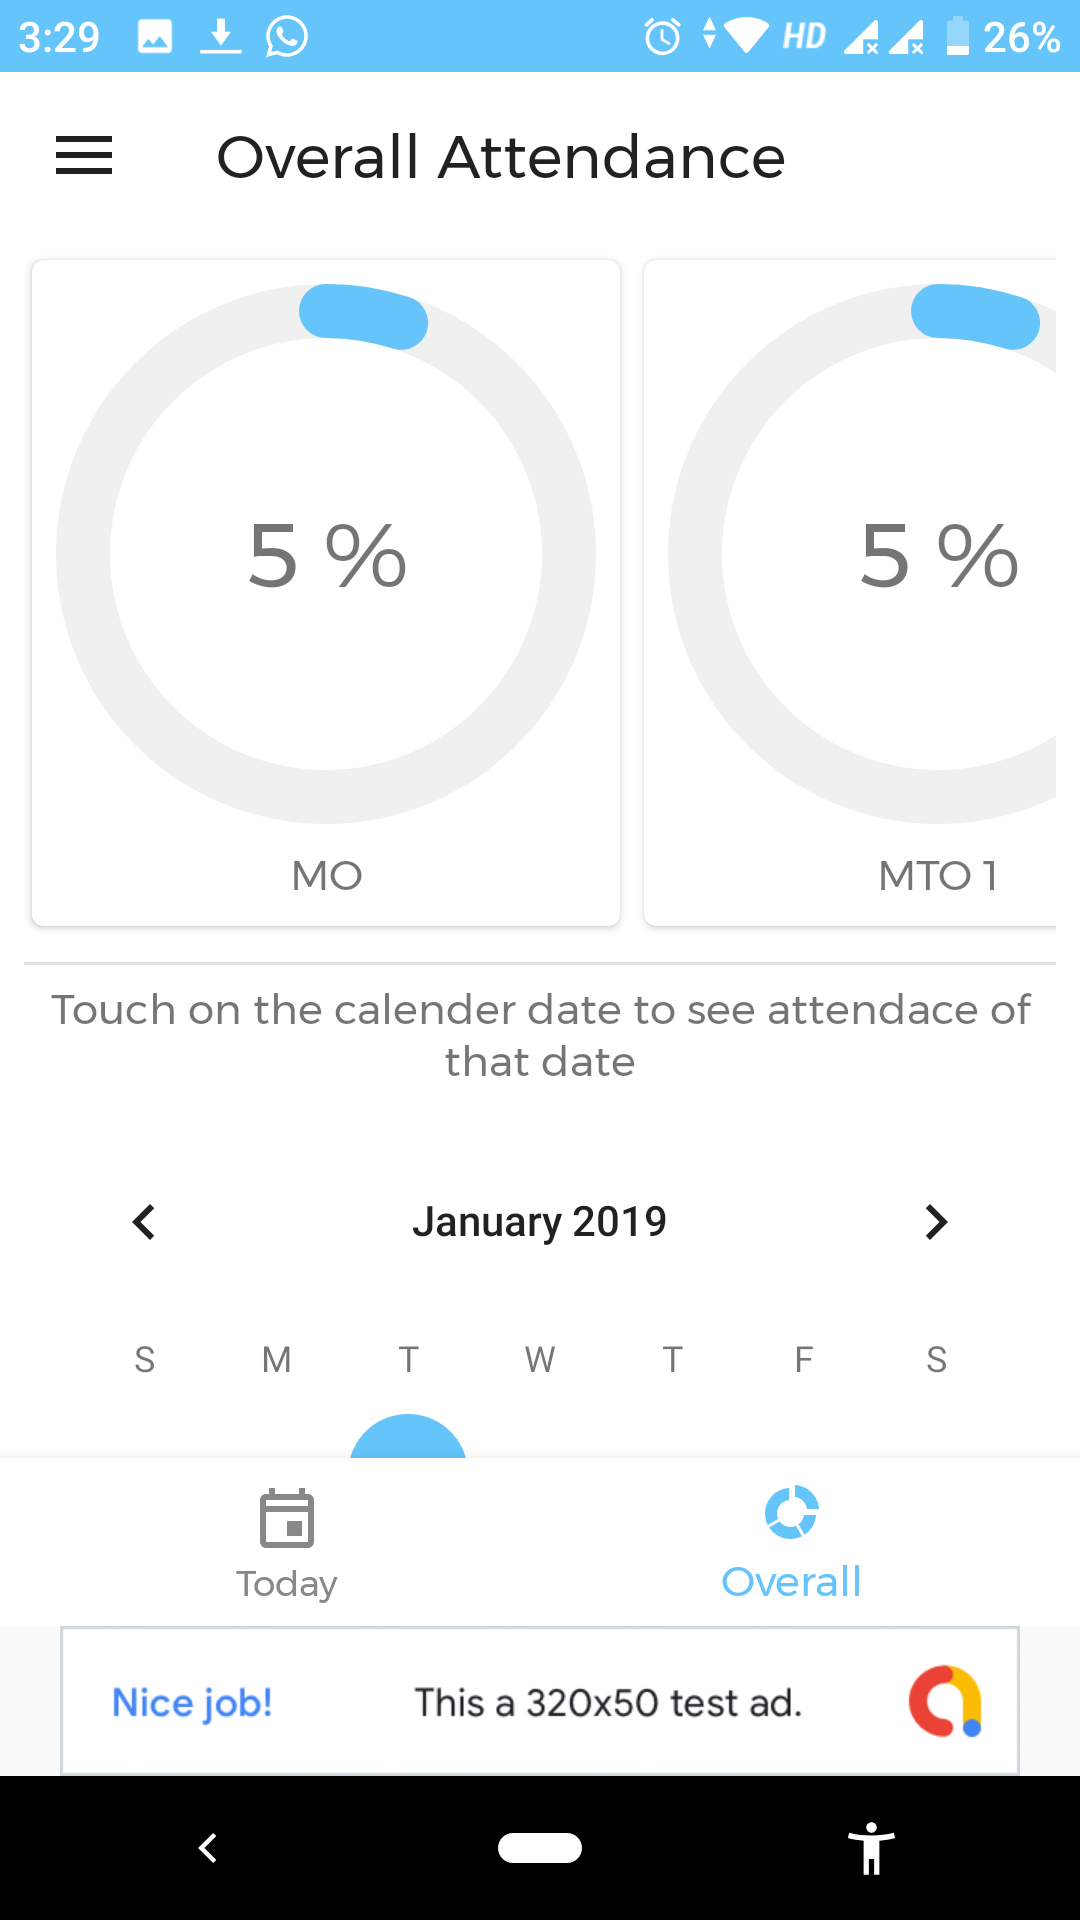 3:29 HD 26%
Overall Attendance
5 % 5 %
MO MTO 1
Touch on the calender date to see attendace of
that date
January 2019
S M T W T F S
Today Overall
Nice job! This a 320x50 test ad.